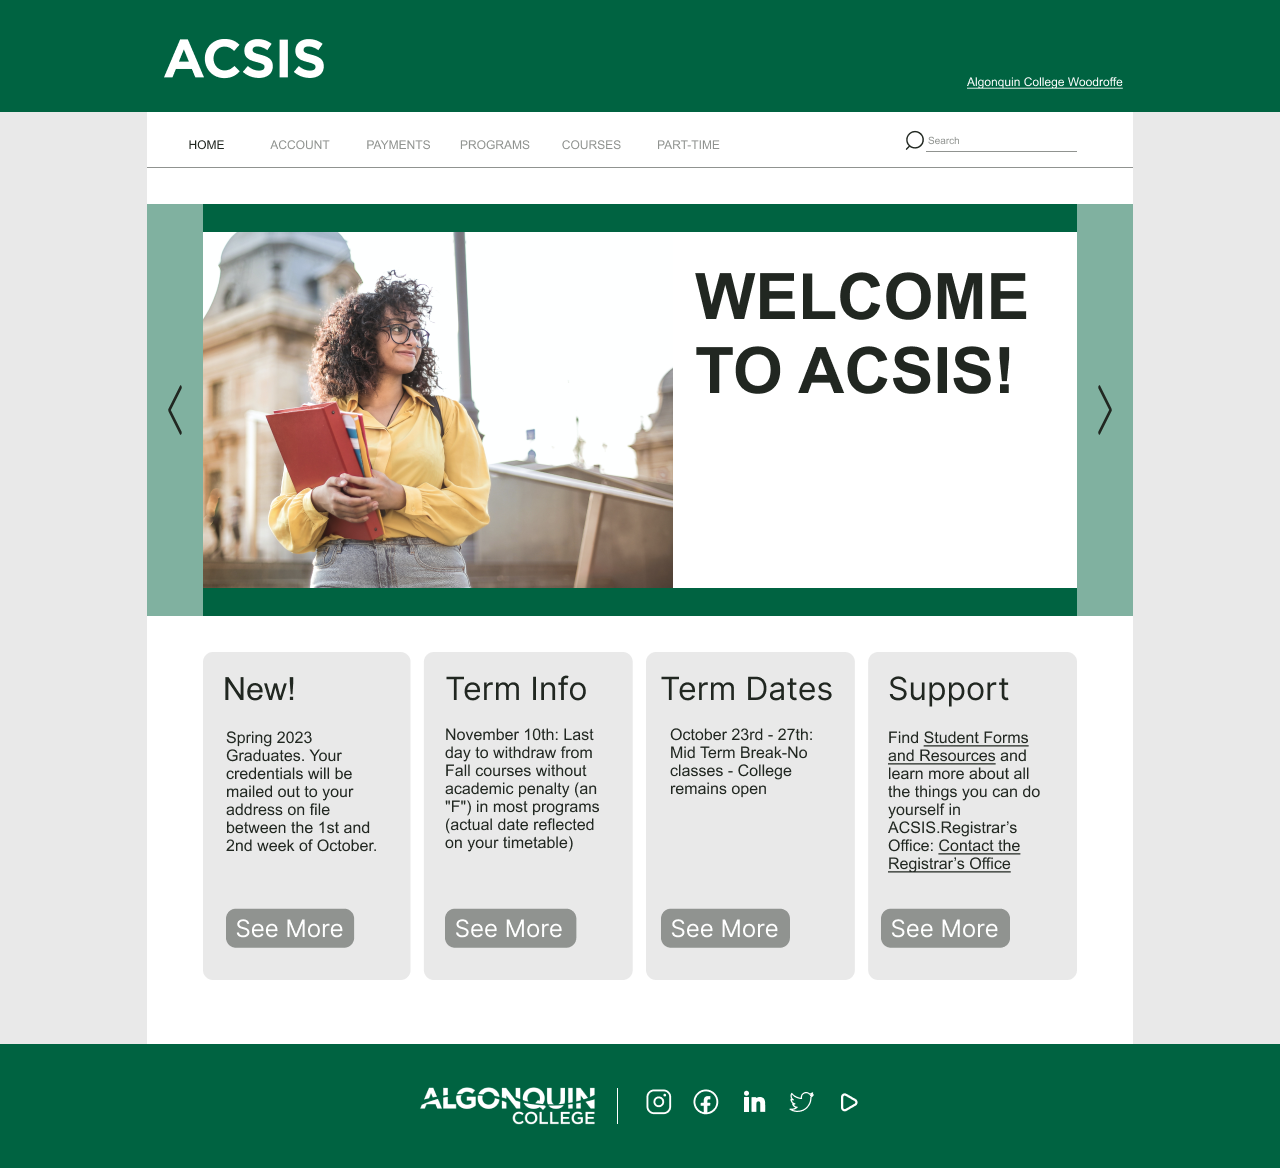 ACSIS
Algonquin College Woodroffe
HOME ACCOUNT PAYMENTS PROGRAMS COURSES PART-TIME Search
WELCOME
TO ACSIS!
New!
Spring 2023
Graduates. Your
credentials will be
mailed out to your
address on file
between the 1st and
2nd week of October.
See More
Term Info
November 10th: Last
day to withdraw from
Fall courses without
academic penalty (an
"F") in most programs
(actual date reflected
on your timetable)
See More
Term Dates
October 23rd - 27th:
Mid Term Break-No
classes - College
remains open
See More
Support
Find Student Forms
and Resources and
learn more about all
the things you can do
yourself in
ACSIS.Registrar’s
Office: Contact the
Registrar’s Office
See More
ALGONQUIN
COLLEGE
in